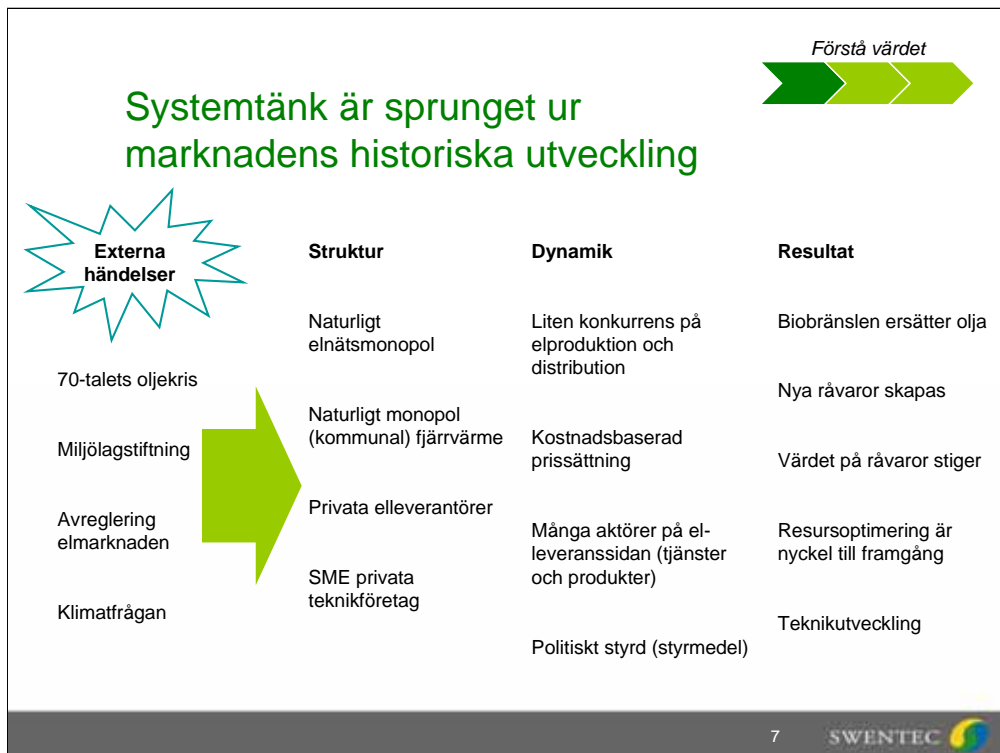 Förstå värdet
Systemtänk är sprunget ur
marknadens historiska utveckling
Externa
händelser
70-talets oljekris
Miljölagstiftning
Avreglering
elmarknaden
Klimatfrågan
Struktur
Naturligt
elnätsmonopol
Naturligt monopol
(kommunal) fjärrvärme
Privata elleverantörer
SME privata
teknikföretag
Dynamik
Liten konkurrens på
elproduktion och
distribution
Kostnadsbaserad
prissättning
Många aktörer på el-
leveranssidan (tjänster
och produkter)
Politiskt styrd (styrmedel)
Resultat
Biobränslen ersätter olja
Nya råvaror skapas
Värdet på råvaror stiger
Resursoptimering är
nyckel till framgång
Teknikutveckling
7
SWENTEC